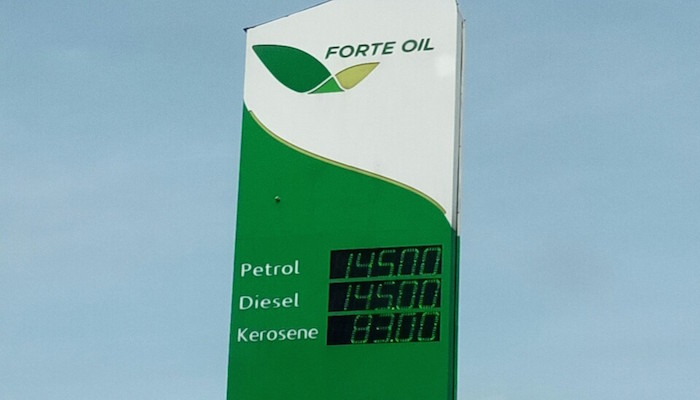 FORTE OIL
Petrol 145.00
Diesel 145.00
Kerosene 83.00